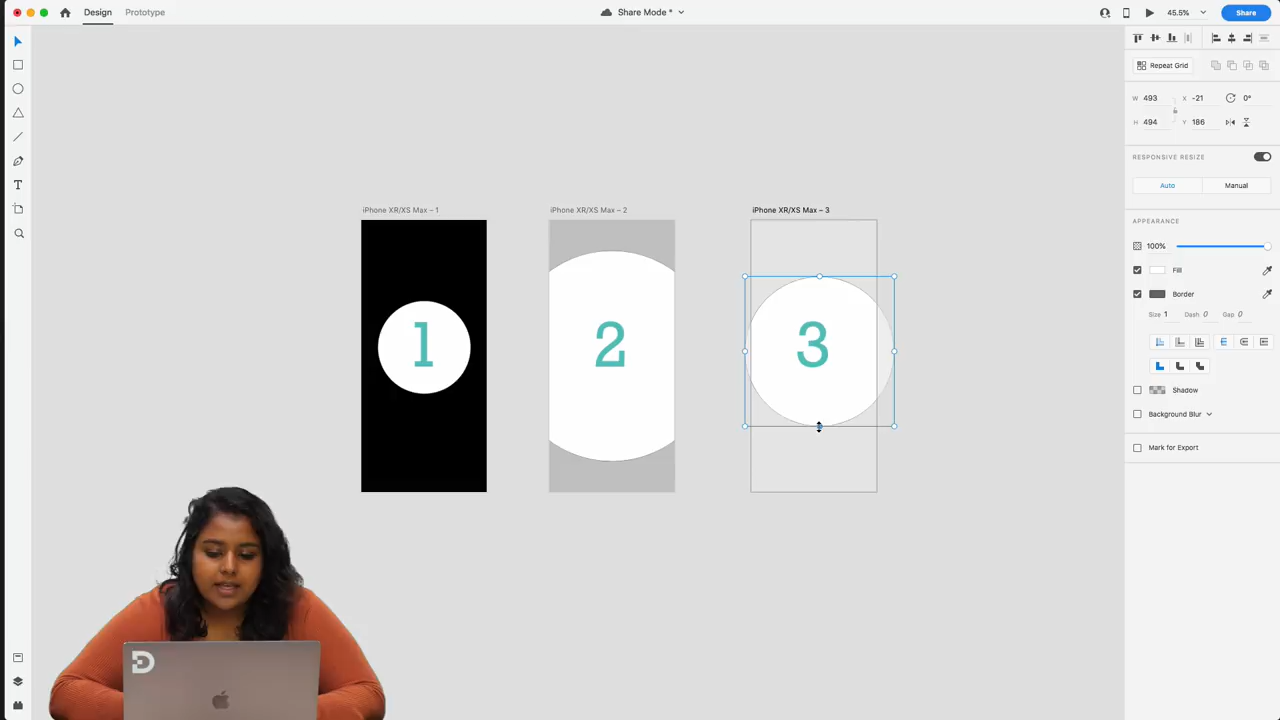 Design Prototype Share Mode * 45.5% Share
Repeat Grid
W 493 X -21 0°
H 494 Y 186
RESPONSIVE RESIZE
Auto Manual
iPhone XR/XS Max – 1 iPhone XR/XS Max – 2 iPhone XR/XS Max – 3
APPEARANCE
100%
Fill
Border
Size 1 Dash 0 Gap 0
1 2 3
Shadow
Background Blur
Mark for Export
D